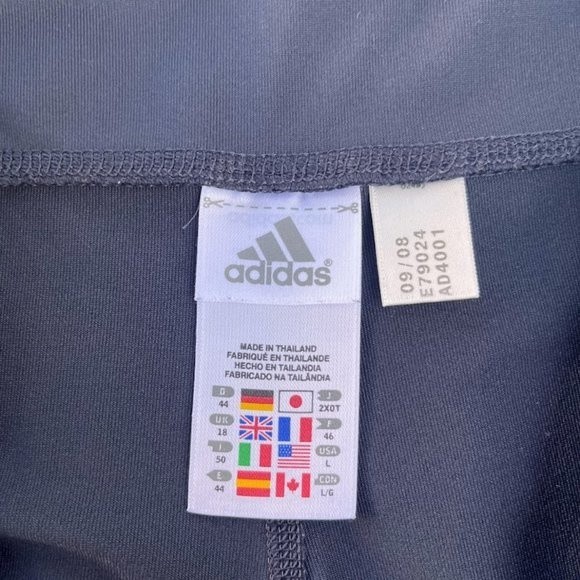 adidas®
MADE IN THAILAND
FABRIQUÉ EN THAILANDE
HECHO EN TAILANDIA
FABRICADO NA TAILÂNDIA
D J
44 2XOT
UK F
18 46
I USA
50 L
E CDN
44 L/G
09/08
E79024
AD4001